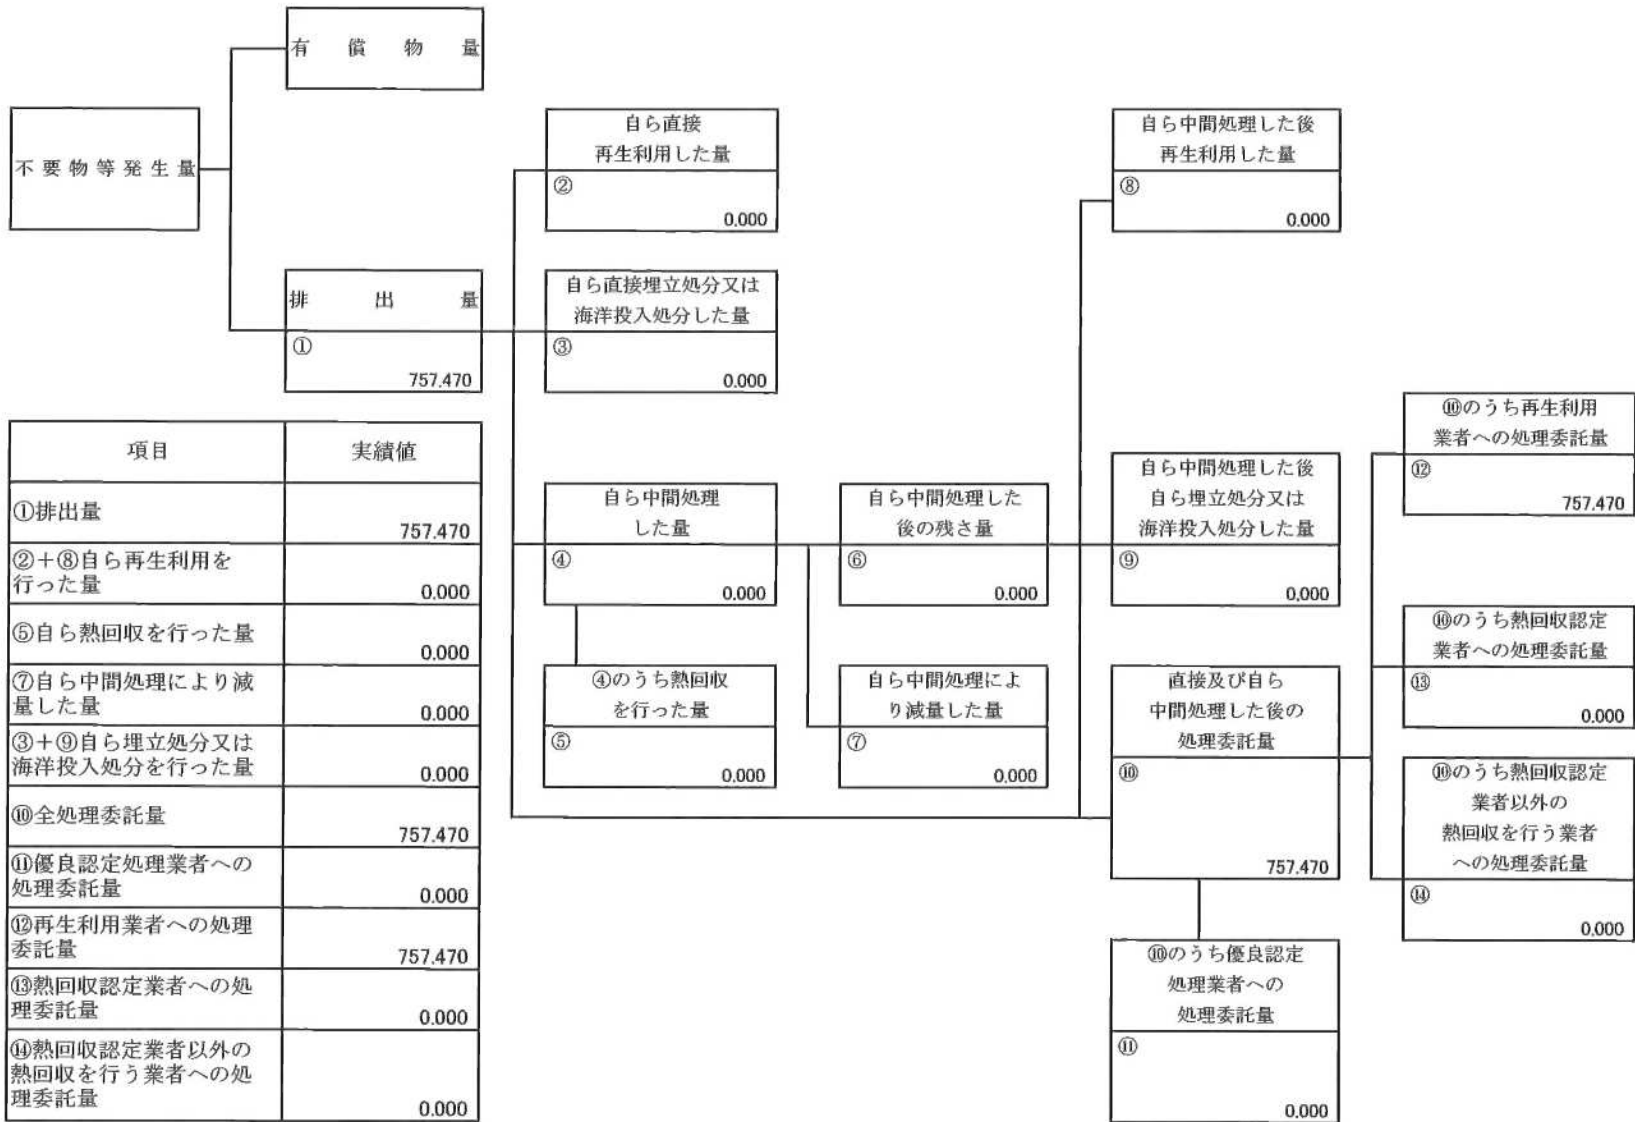 有償物量
不要物等発生量
排出量
①
757.470
自ら直接
再生利用した量
②
0.000
自ら直接埋立処分又は
海洋投入処分した量
③
0.000
自ら中間処理した後
再生利用した量
⑧
0.000
自ら中間処理
した量
④
0.000
④のうち熱回収
を行った量
⑤
0.000
自ら中間処理した
後の残さ量
⑥
0.000
自ら中間処理によ
り減量した量
⑦
0.000
自ら中間処理した後
自ら埋立処分又は
海洋投入処分した量
⑨
0.000
直接及び自ら
中間処理した後の
処理委託量
⑩
757.470
⑩のうち優良認定
処理業者への
処理委託量
⑪
0.000
⑩のうち再生利用
業者への処理委託量
⑫
757.470
⑩のうち熱回収認定
業者への処理委託量
⑬
0.000
⑩のうち熱回収認定
業者以外の
熱回収を行う業者
への処理委託量
⑭
0.000
項目 実績値
①排出量
757.470
②+⑧自ら再生利用を
行った量
0.000
⑤自ら熱回収を行った量
0.000
⑦自ら中間処理により減
量した量
0.000
③+⑨自ら埋立処分又は
海洋投入処分を行った量
0.000
⑩全処理委託量
757.470
⑪優良認定処理業者への
処理委託量
0.000
⑫再生利用業者への処理
委託量
757.470
⑬熱回収認定業者への処
理委託量
0.000
⑭熱回収認定業者以外の
熱回収を行う業者への処
理委託量
0.000